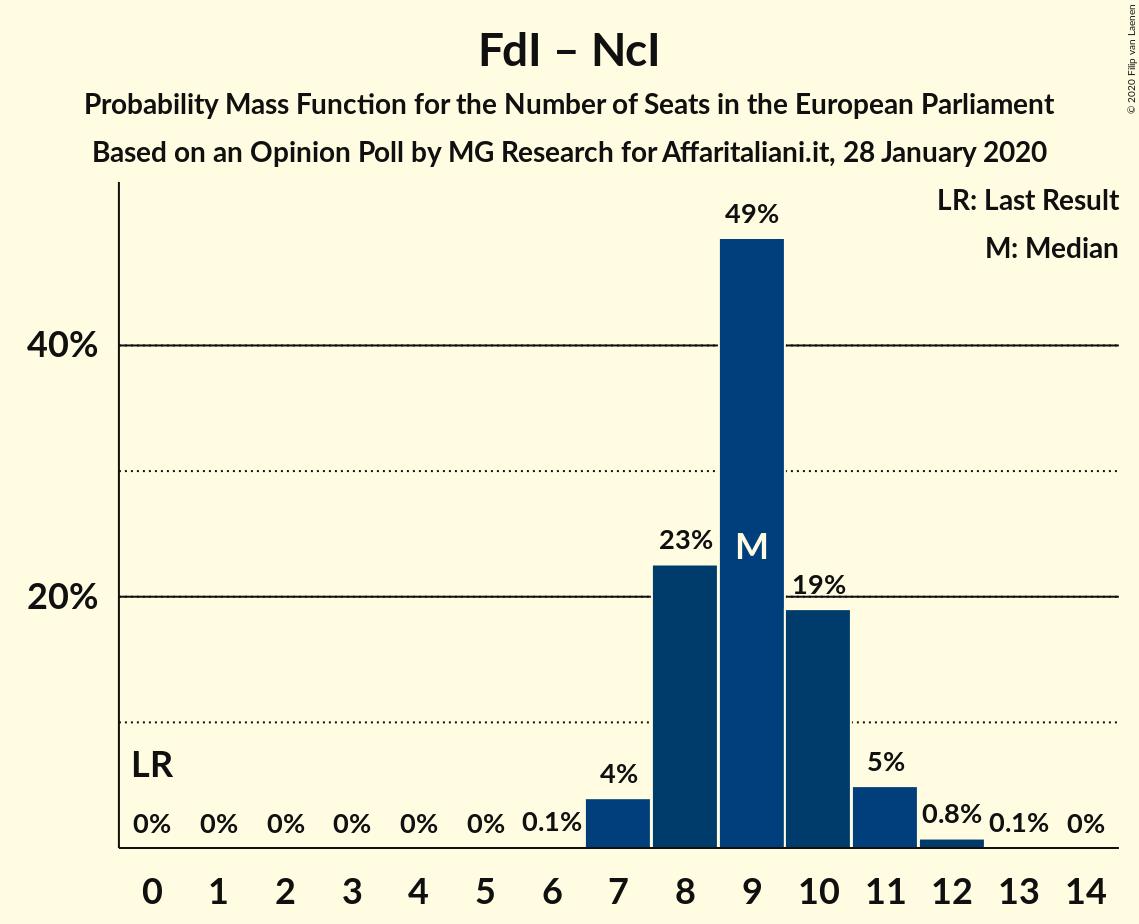 FdI – NcI
Probability Mass Function for the Number of Seats in the European Parliament
Based on an Opinion Poll by MG Research for Affaritaliani.it, 28 January 2020
© 2020 Filip van Laenen
LR: Last Result
M: Median
49%
40%
23%
M
20%
19%
LR
4%
5%
0% 0% 0% 0% 0% 0% 0.1% 0.8% 0.1% 0%
0 1 2 3 4 5 6 7 8 9 10 11 12 13 14